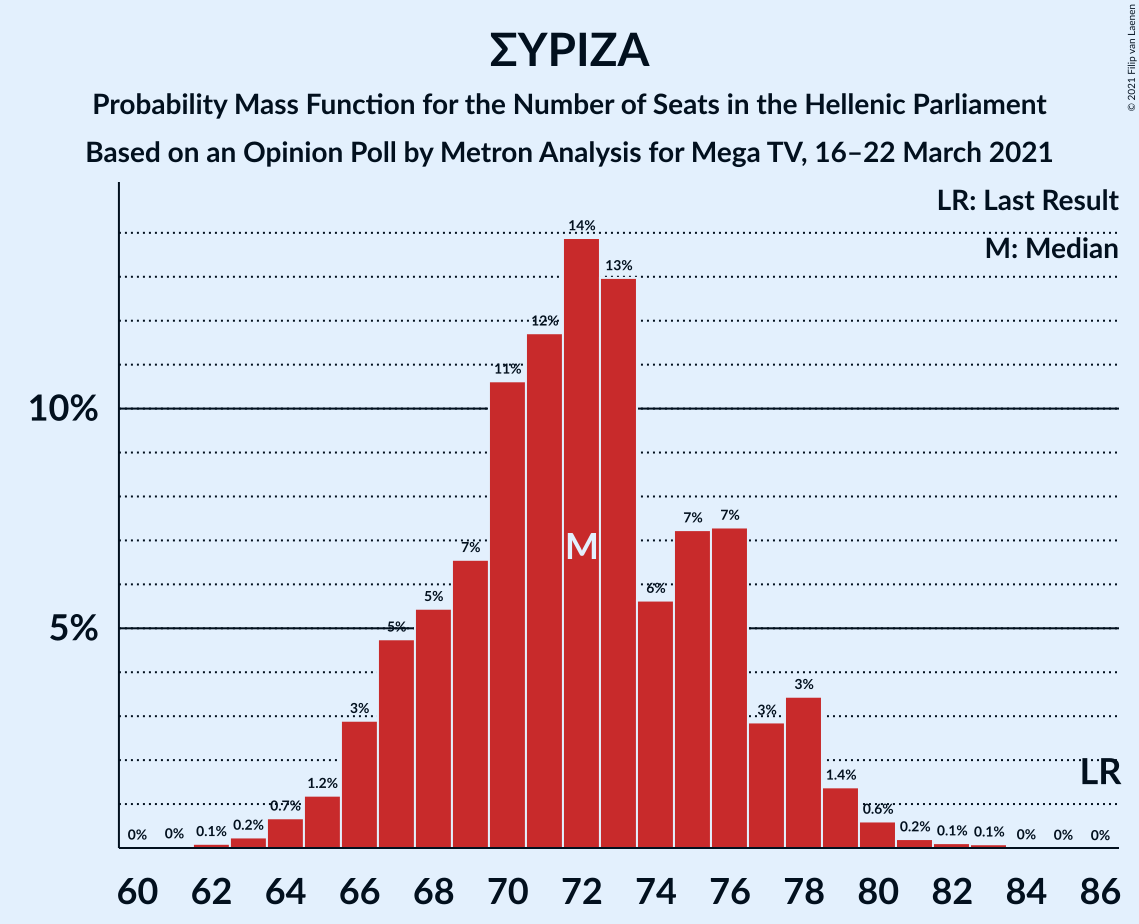 ΣΥΡΙΖΑ
Probability Mass Function for the Number of Seats in the Hellenic Parliament
Based on an Opinion Poll by Metron Analysis for Mega TV, 16–22 March 2021
© 2021 Filip van Laenen
LR: Last Result
M: Median
14%
13%
12%
11%
10%
7% 7%
7%
M
6%
5%
5%
5%
3%
3%
3%
LR
1.4%
1.2%
0.7% 0.6%
0% 0% 0.1% 0.2% 0.2% 0.1% 0.1% 0% 0% 0%
60 62 64 66 68 70 72 74 76 78 80 82 84 86